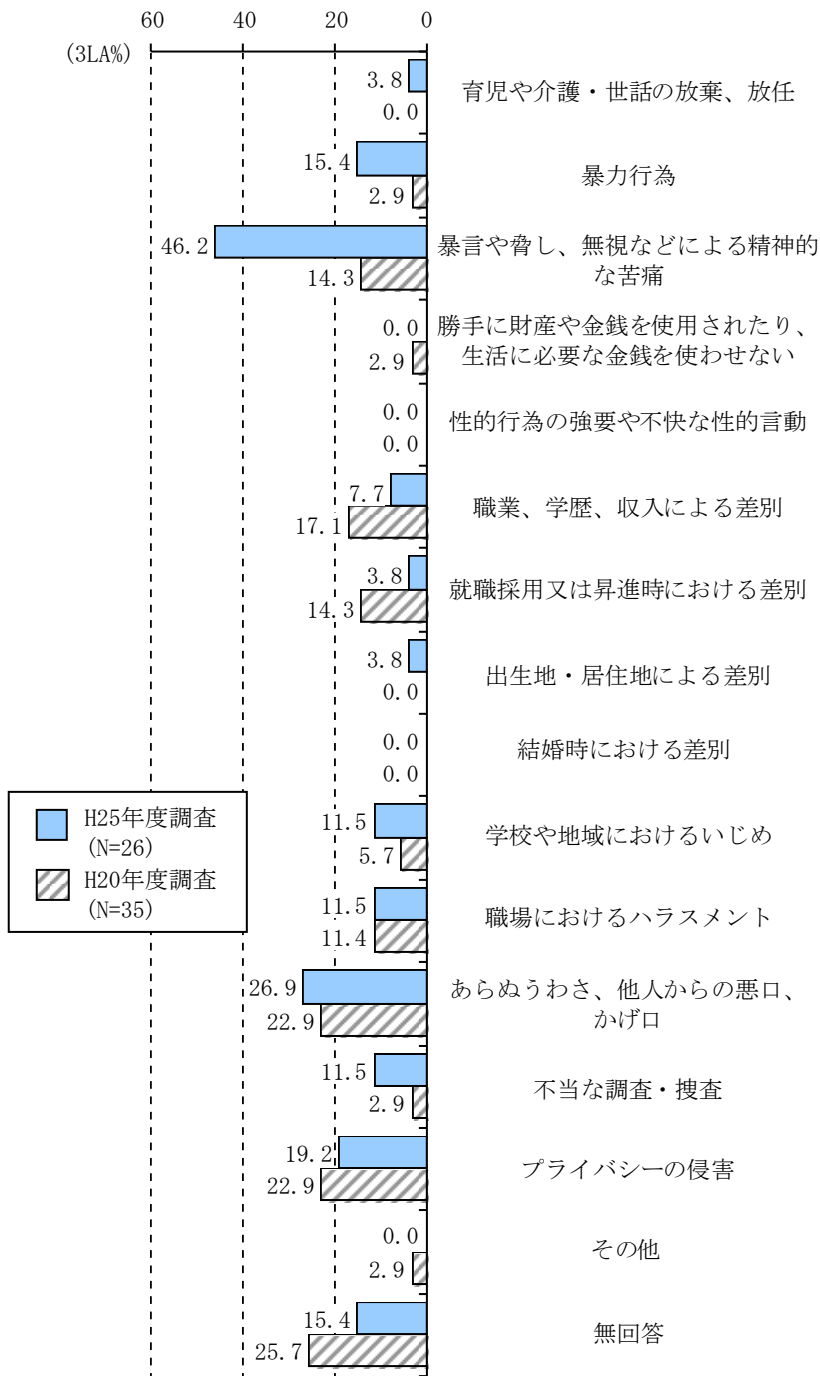 60 40 20 0
(3LA%)
3.8
0.0
育児や介護・世話の放棄、放任
15.4
2.9
暴力行為
46.2
14.3
暴言や脅し、無視などによる精神的
な苦痛
0.0
2.9
勝手に財産や金銭を使用されたり、
生活に必要な金銭を使わせない
0.0
0.0
性的行為の強要や不快な性的言動
7.7
17.1
職業、学歴、収入による差別
3.8
14.3
就職採用又は昇進時における差別
3.8
0.0
出生地・居住地による差別
0.0
0.0
結婚時における差別
H25年度調査
(N=26)
H20年度調査
(N=35)
11.5
5.7
学校や地域におけるいじめ
11.5
11.4
職場におけるハラスメント
26.9
22.9
あらぬうわさ、他人からの悪口、
かげ口
11.5
2.9
不当な調査・捜査
19.2
22.9
プライバシーの侵害
0.0
2.9
その他
15.4
25.7
無回答